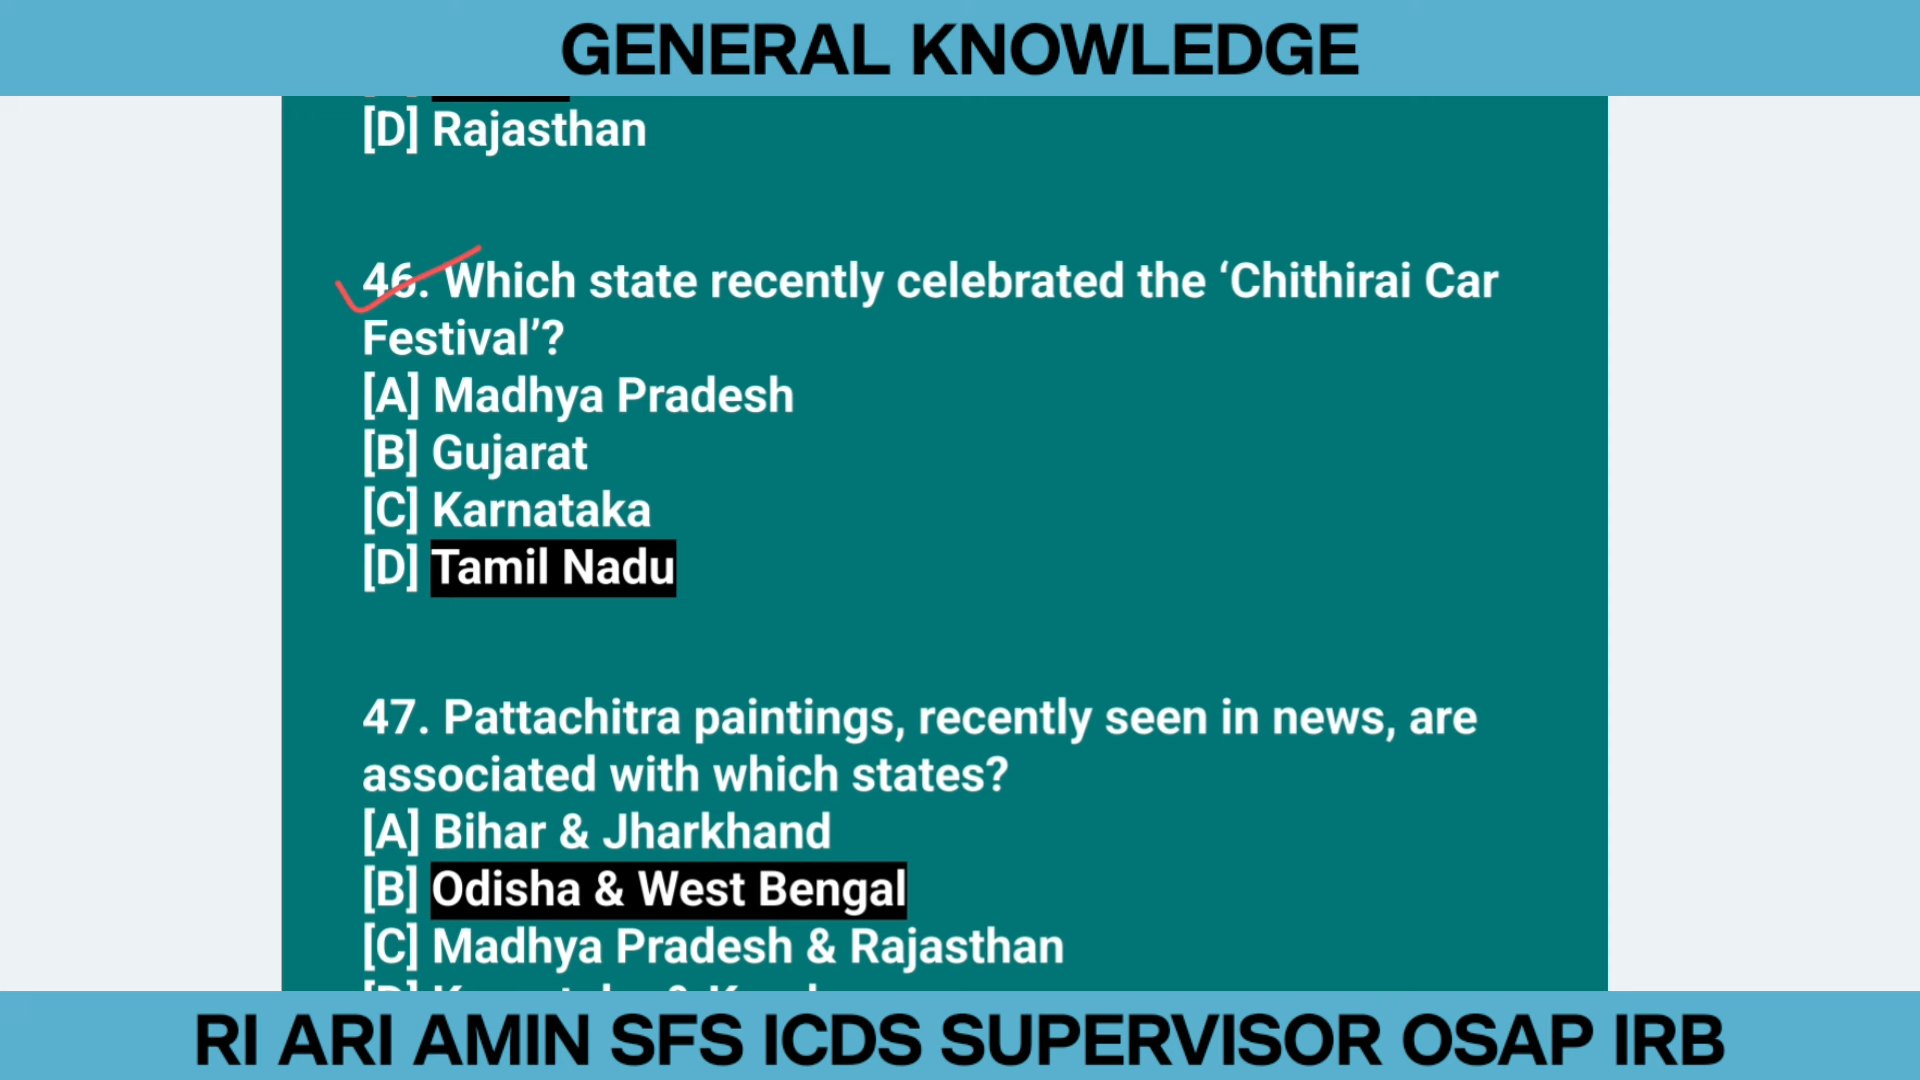 GENERAL KNOWLEDGE
[D] Rajasthan
46. Which state recently celebrated the ‘Chithirai Car
Festival’?
[A] Madhya Pradesh
[B] Gujarat
[C] Karnataka
[D] Tamil Nadu
47. Pattachitra paintings, recently seen in news, are
associated with which states?
[A] Bihar & Jharkhand
[B] Odisha & West Bengal
[C] Madhya Pradesh & Rajasthan
RI ARI AMIN SFS ICDS SUPERVISOR OSAP IRB